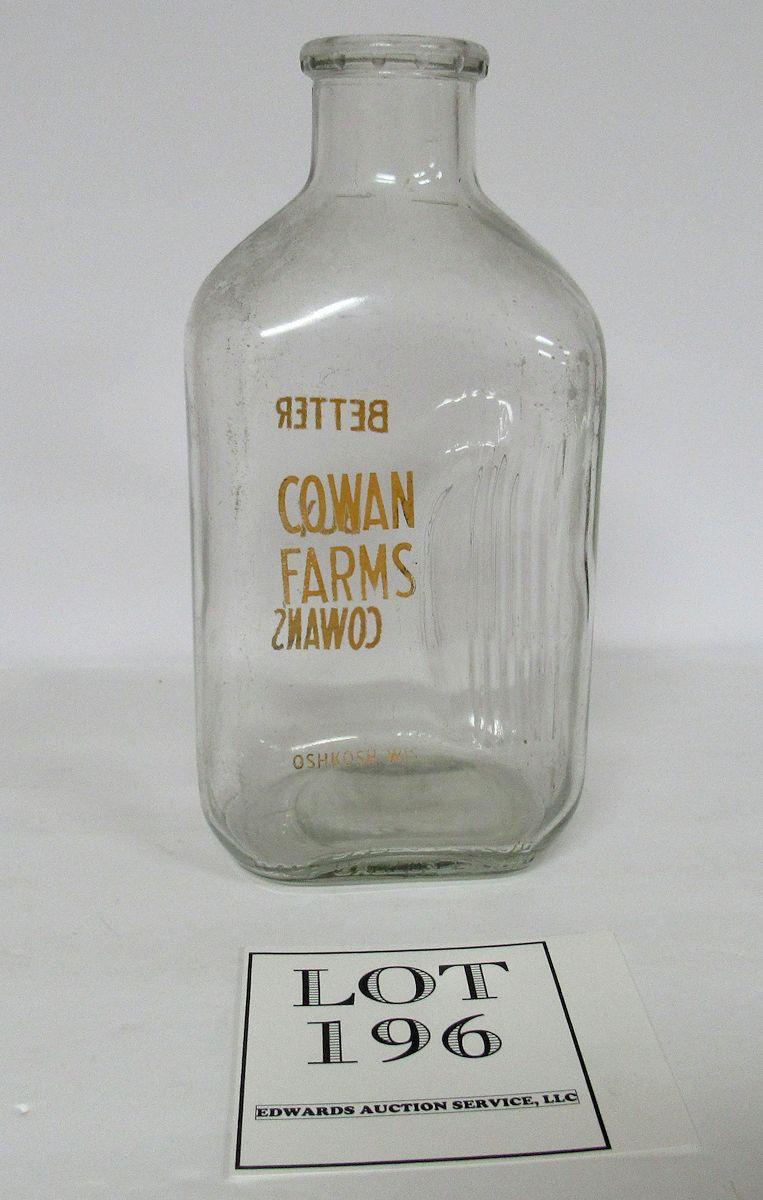 BETTER
COWAN
FARMS
COWANS
OSHKOSH WIS
LOT
196
EDWARDS AUCTION SERVICE, LLC